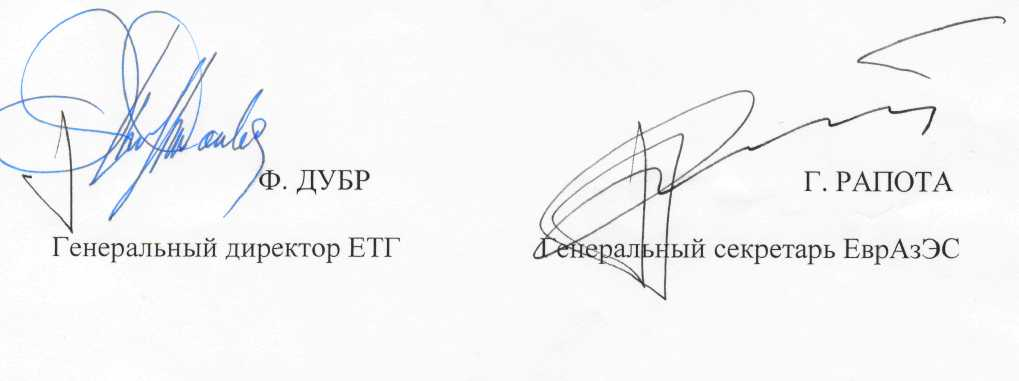 Ф. ДУБР
Генеральный директор ЕТГ
Г. РАПОТА
Генеральный секретарь ЕврАзЭС